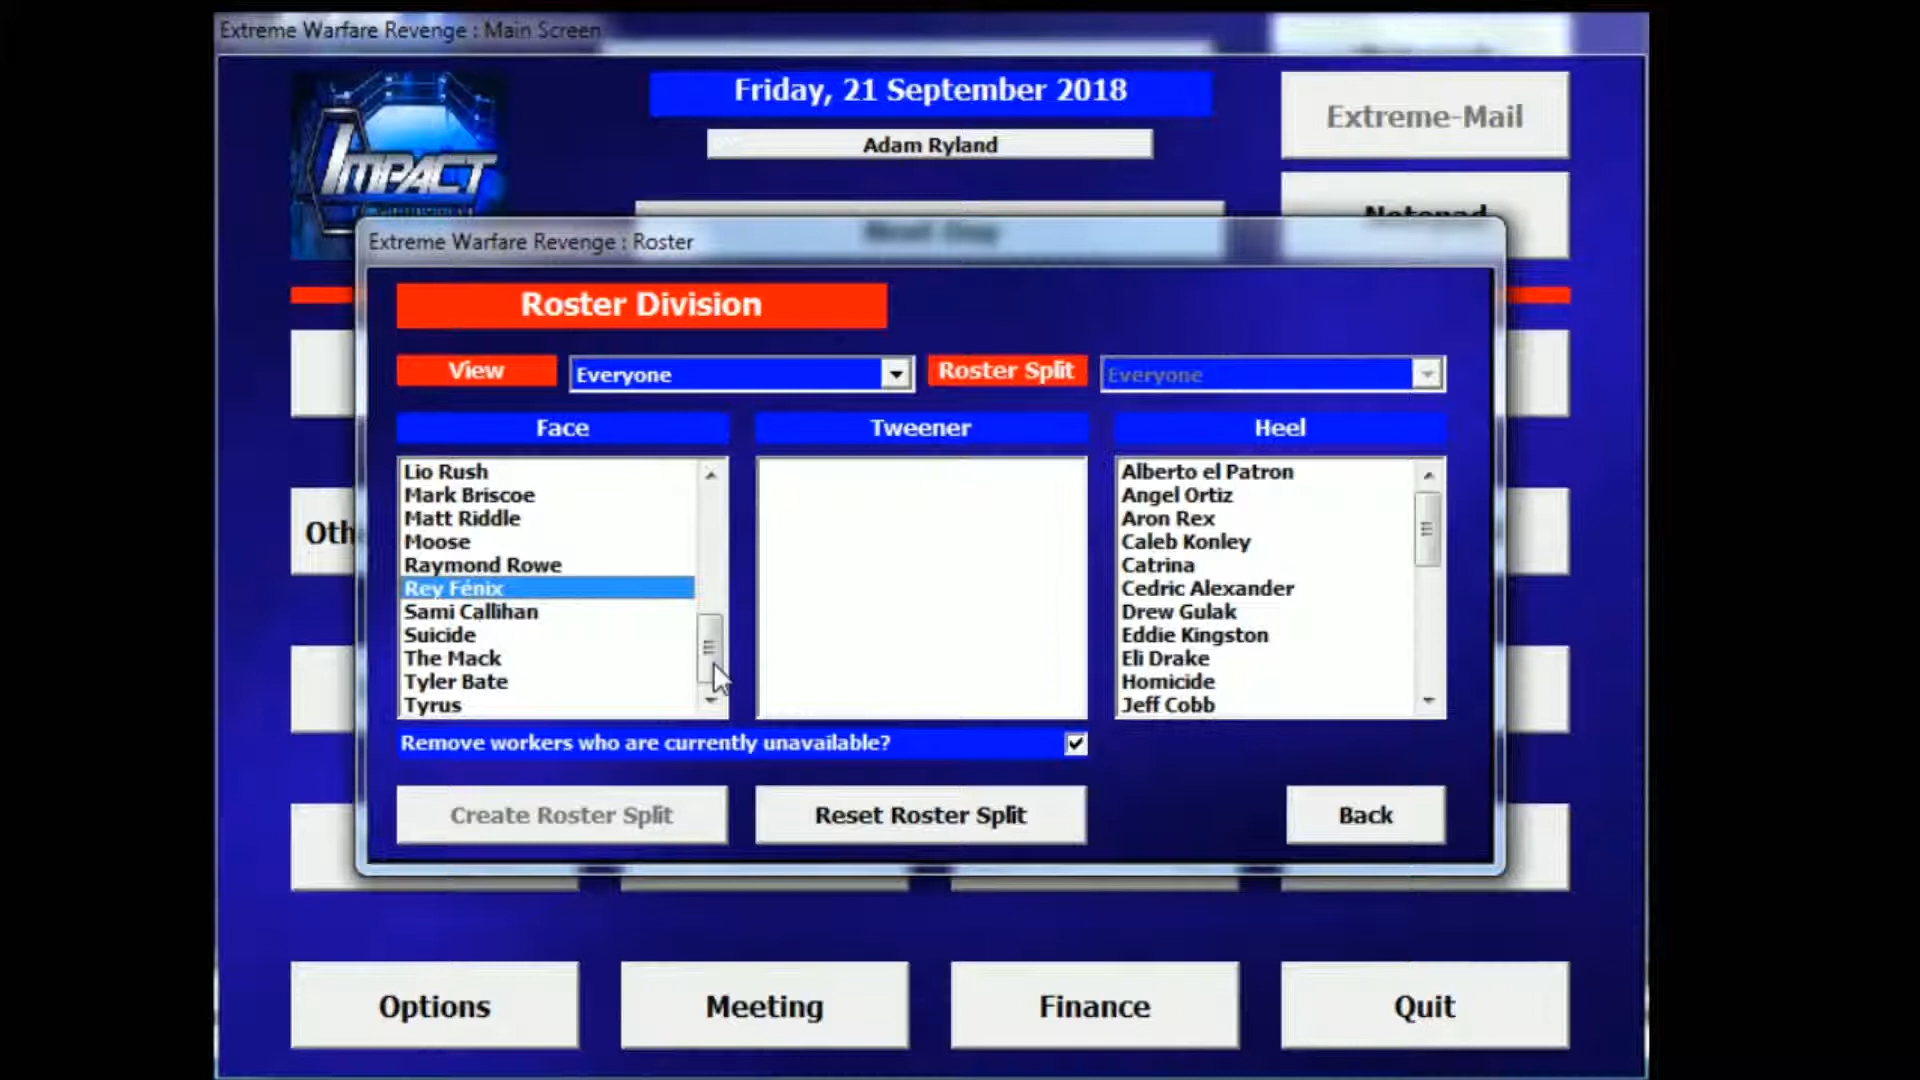 Extreme Warfare Revenge : Main Screen
Friday, 21 September 2018
Adam Ryland
Extreme-Mail
Notepad
IMPACT
Next Day
Extreme Warfare Revenge : Roster
Roster Division
View
Everyone
Roster Split
Everyone
Face
Tweener
Heel
Lio Rush
Mark Briscoe
Matt Riddle
Moose
Raymond Rowe
Rey Fénix
Sami Callihan
Suicide
The Mack
Tyler Bate
Tyrus
Alberto el Patron
Angel Ortiz
Aron Rex
Caleb Konley
Catrina
Cedric Alexander
Drew Gulak
Eddie Kingston
Eli Drake
Homicide
Jeff Cobb
Oth
Remove workers who are currently unavailable?
Create Roster Split
Reset Roster Split
Back
Options
Meeting
Finance
Quit